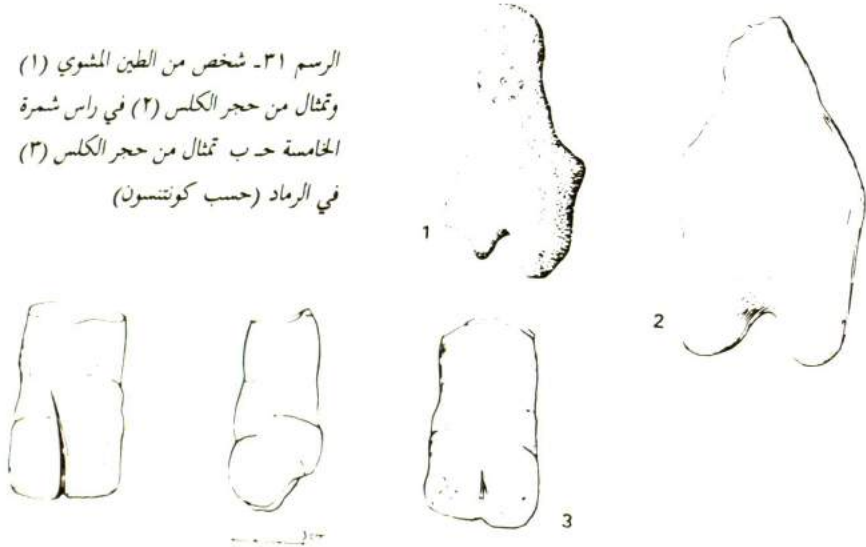 الرسم ٣١ـ شخص من الطين المشوي (١)
وتمثال من حجر الكلس (٢) في راس شمرة
الخامسة حـ ب تمثال من حجر الكلس (٣)
في الرماد (حسب كونتنسون)
1
2
3